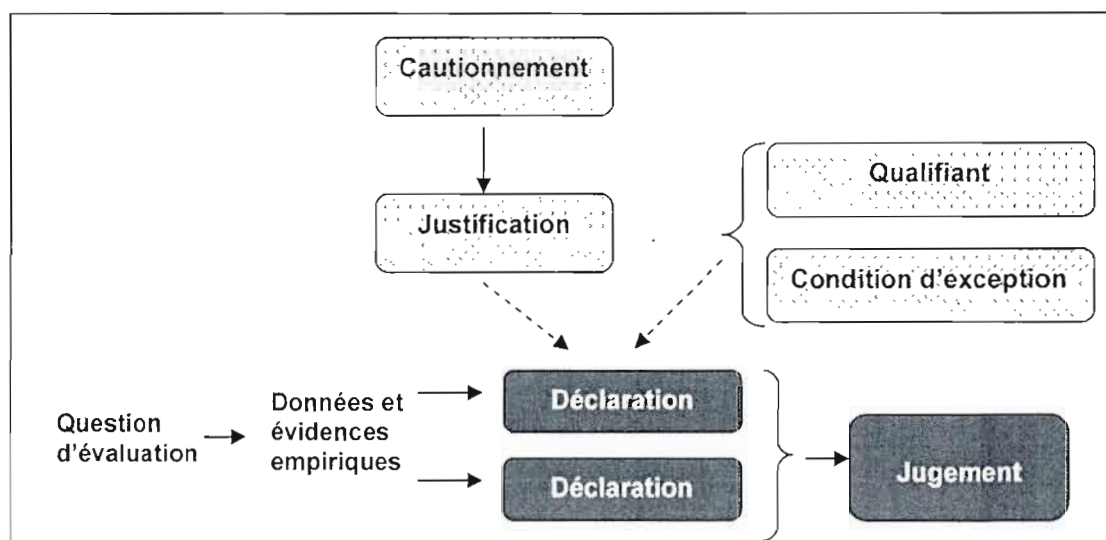 Cautionnement
Justification
Qualifiant
Condition d'exception
Question
d'évaluation
Données et
évidences
empiriques
Déclaration
Déclaration
Jugement